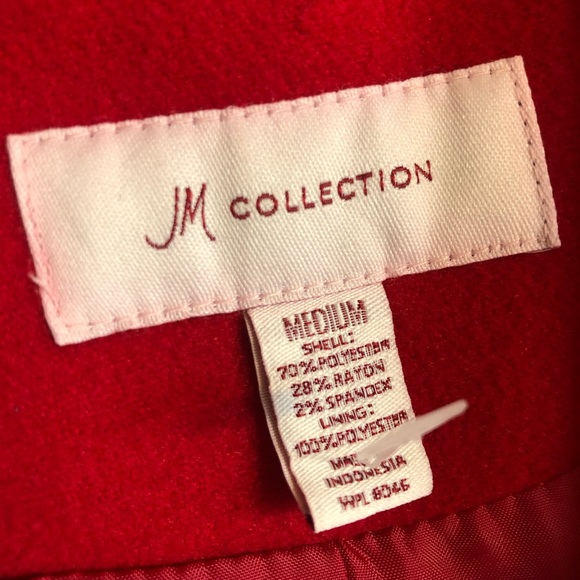 JM COLLECTION
MEDIUM
SHELL:
70% POLYESTER
28% RAYON
2% SPANDEX
LINING:
100% POLYESTER
INDONESIA
WPL 8046